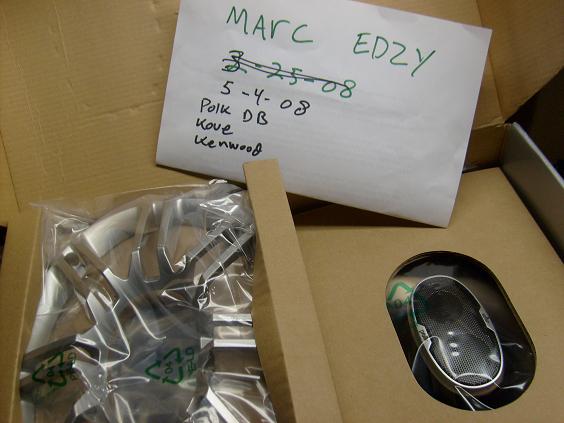 MArC EDZY
3-25-08
5-4-08
Polk DB
Kove
Kenwood